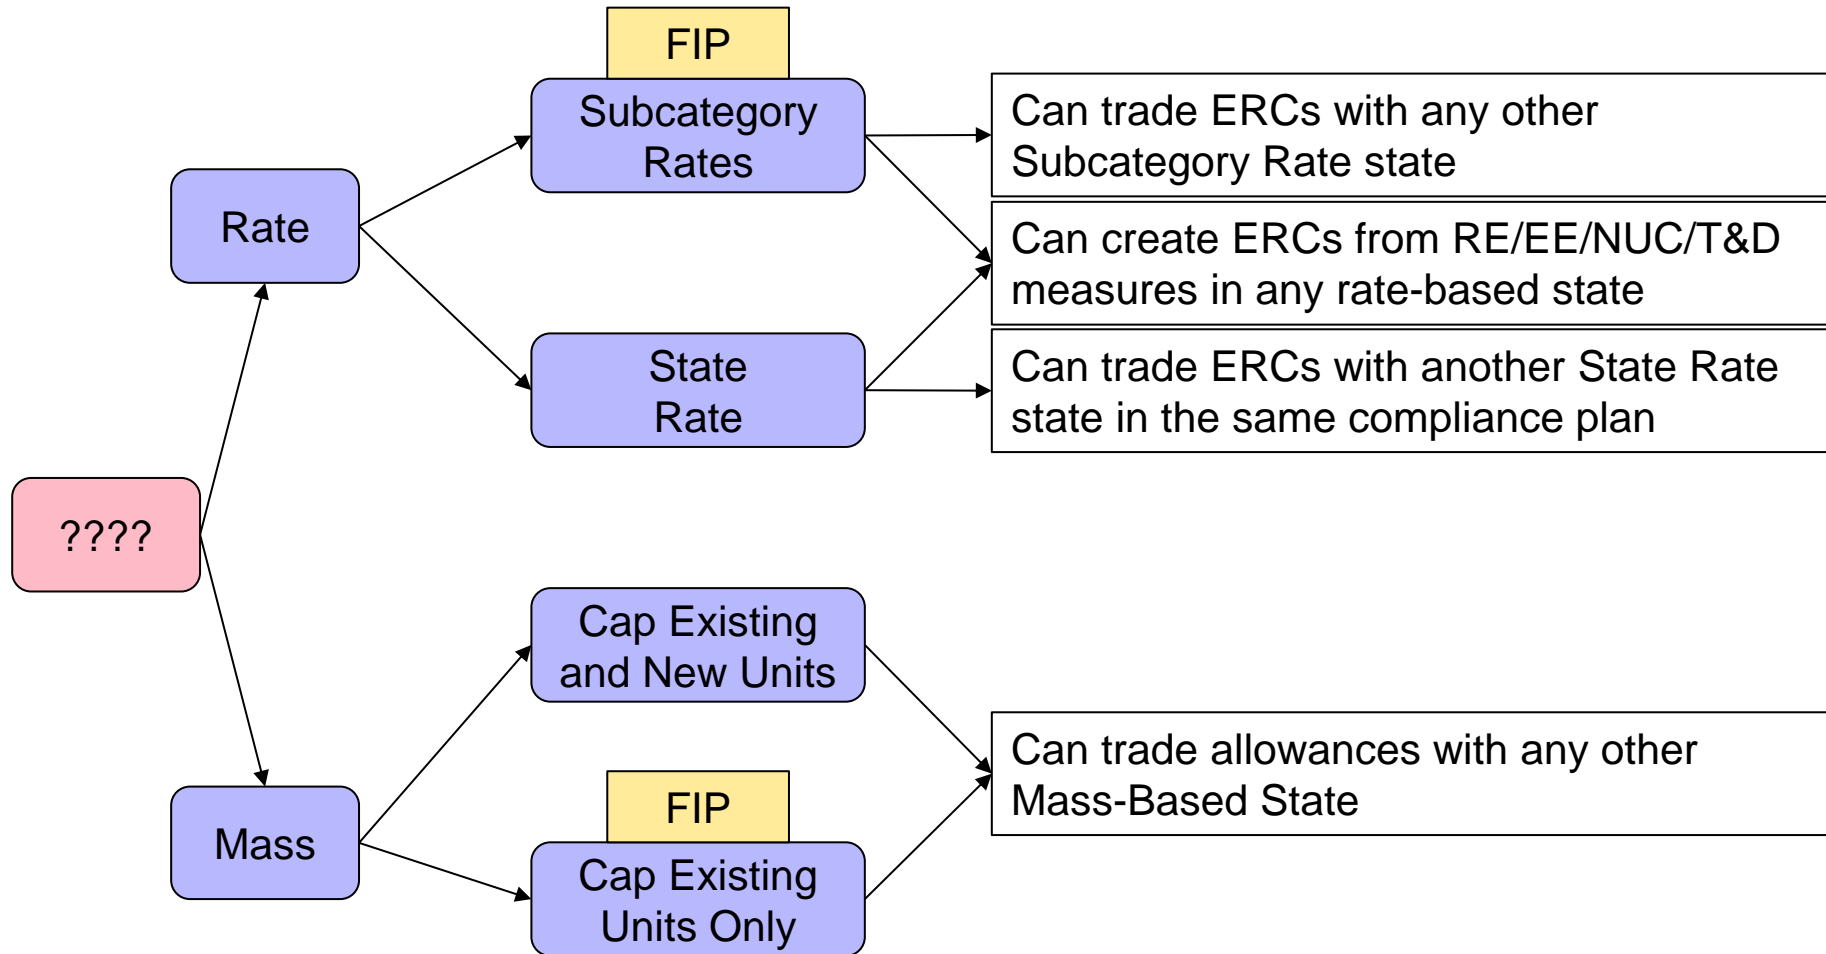 FIP
Subcategory
Rates
Can trade ERCs with any other
Subcategory Rate state
Rate
Can create ERCs from RE/EE/NUC/T&D
measures in any rate-based state
State
Rate
Can trade ERCs with another State Rate
state in the same compliance plan
????
Cap Existing
and New Units
Can trade allowances with any other
Mass-Based State
FIP
Mass
Cap Existing
Units Only